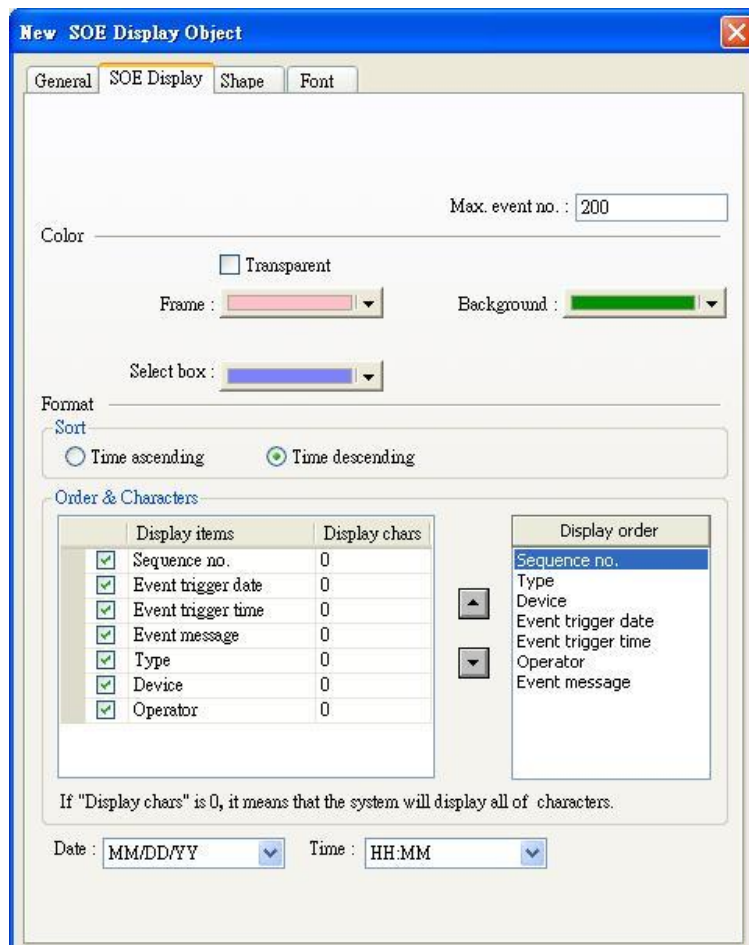 New SOE Display Object
General SOE Display Shape Font
Max. event no. : 200
Color
Transparent
Frame : Background :
Select box :
Format
Sort
Time ascending Time descending
Order & Characters
Display items Display chars Display order
Sequence no. 0
Event trigger date 0
Event trigger time 0
Event message 0
Type 0
Device 0
Operator 0
Sequence no.
Type
Device
Event trigger date
Event trigger time
Operator
Event message
If "Display chars" is 0, it means that the system will display all of characters.
Date : MM/DD/YY Time : HH:MM